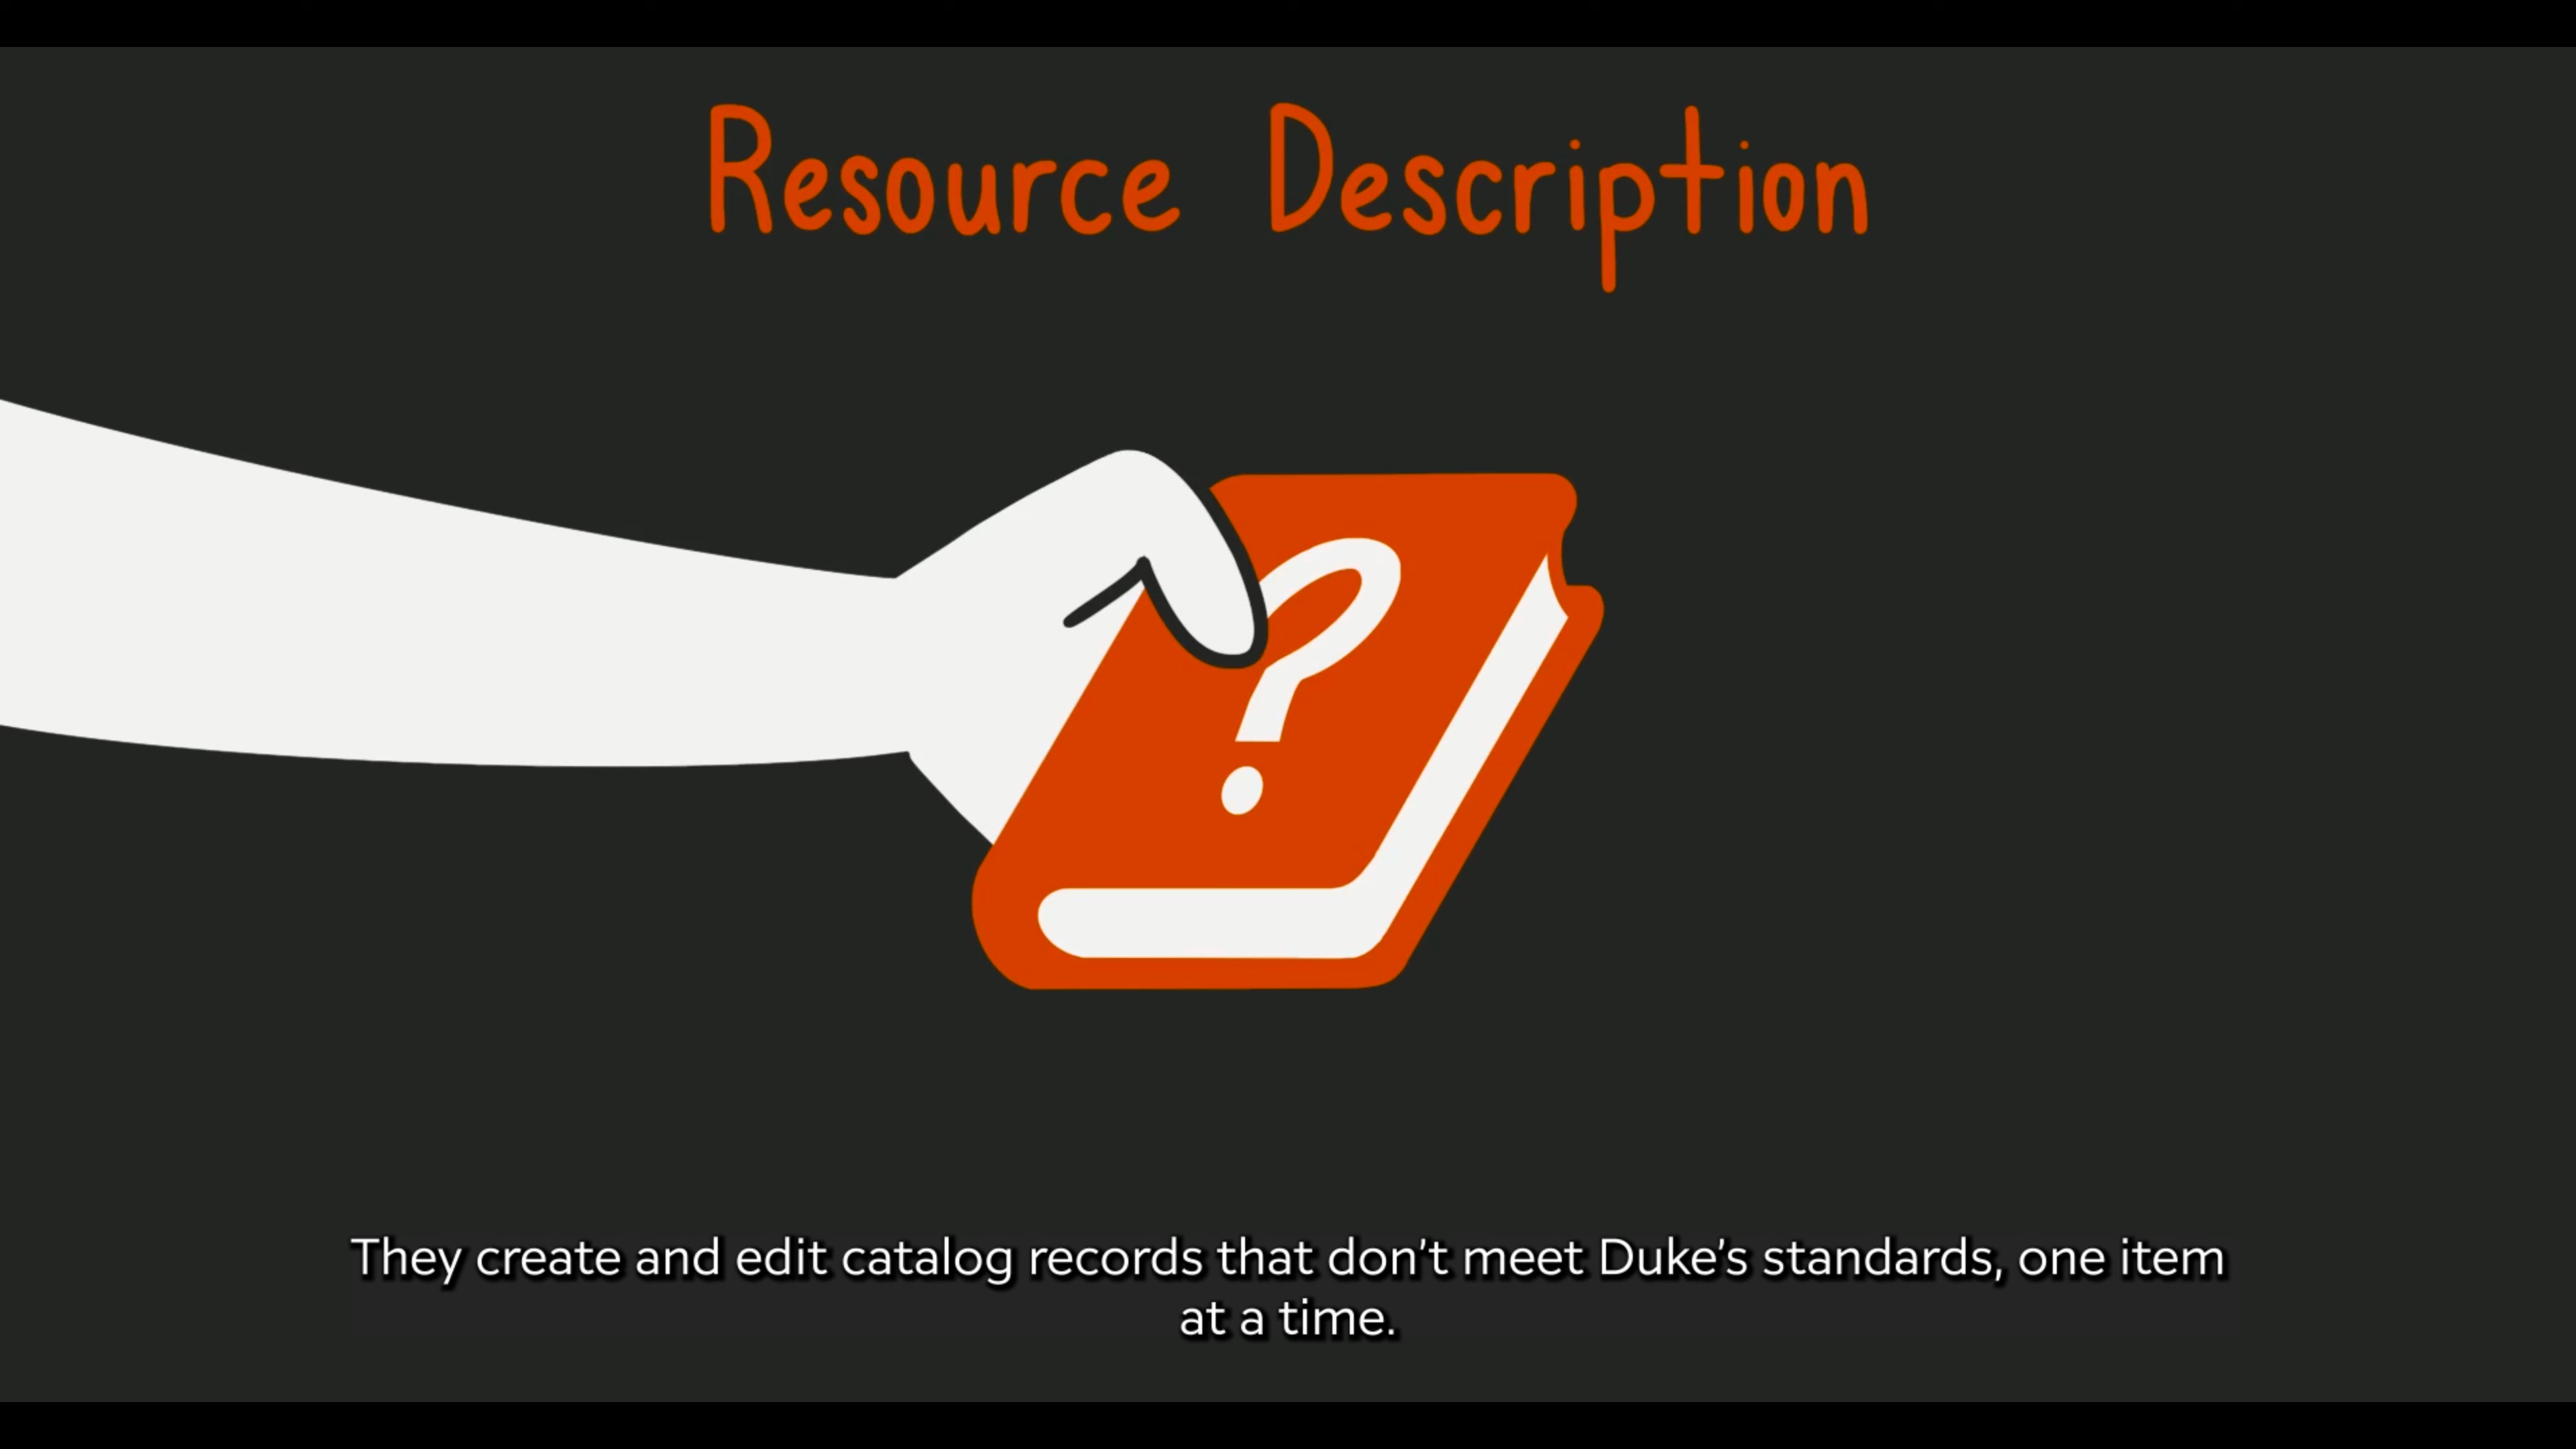 Resource Description
?
They create and edit catalog records that don't meet Duke's standards, one item
at a time.